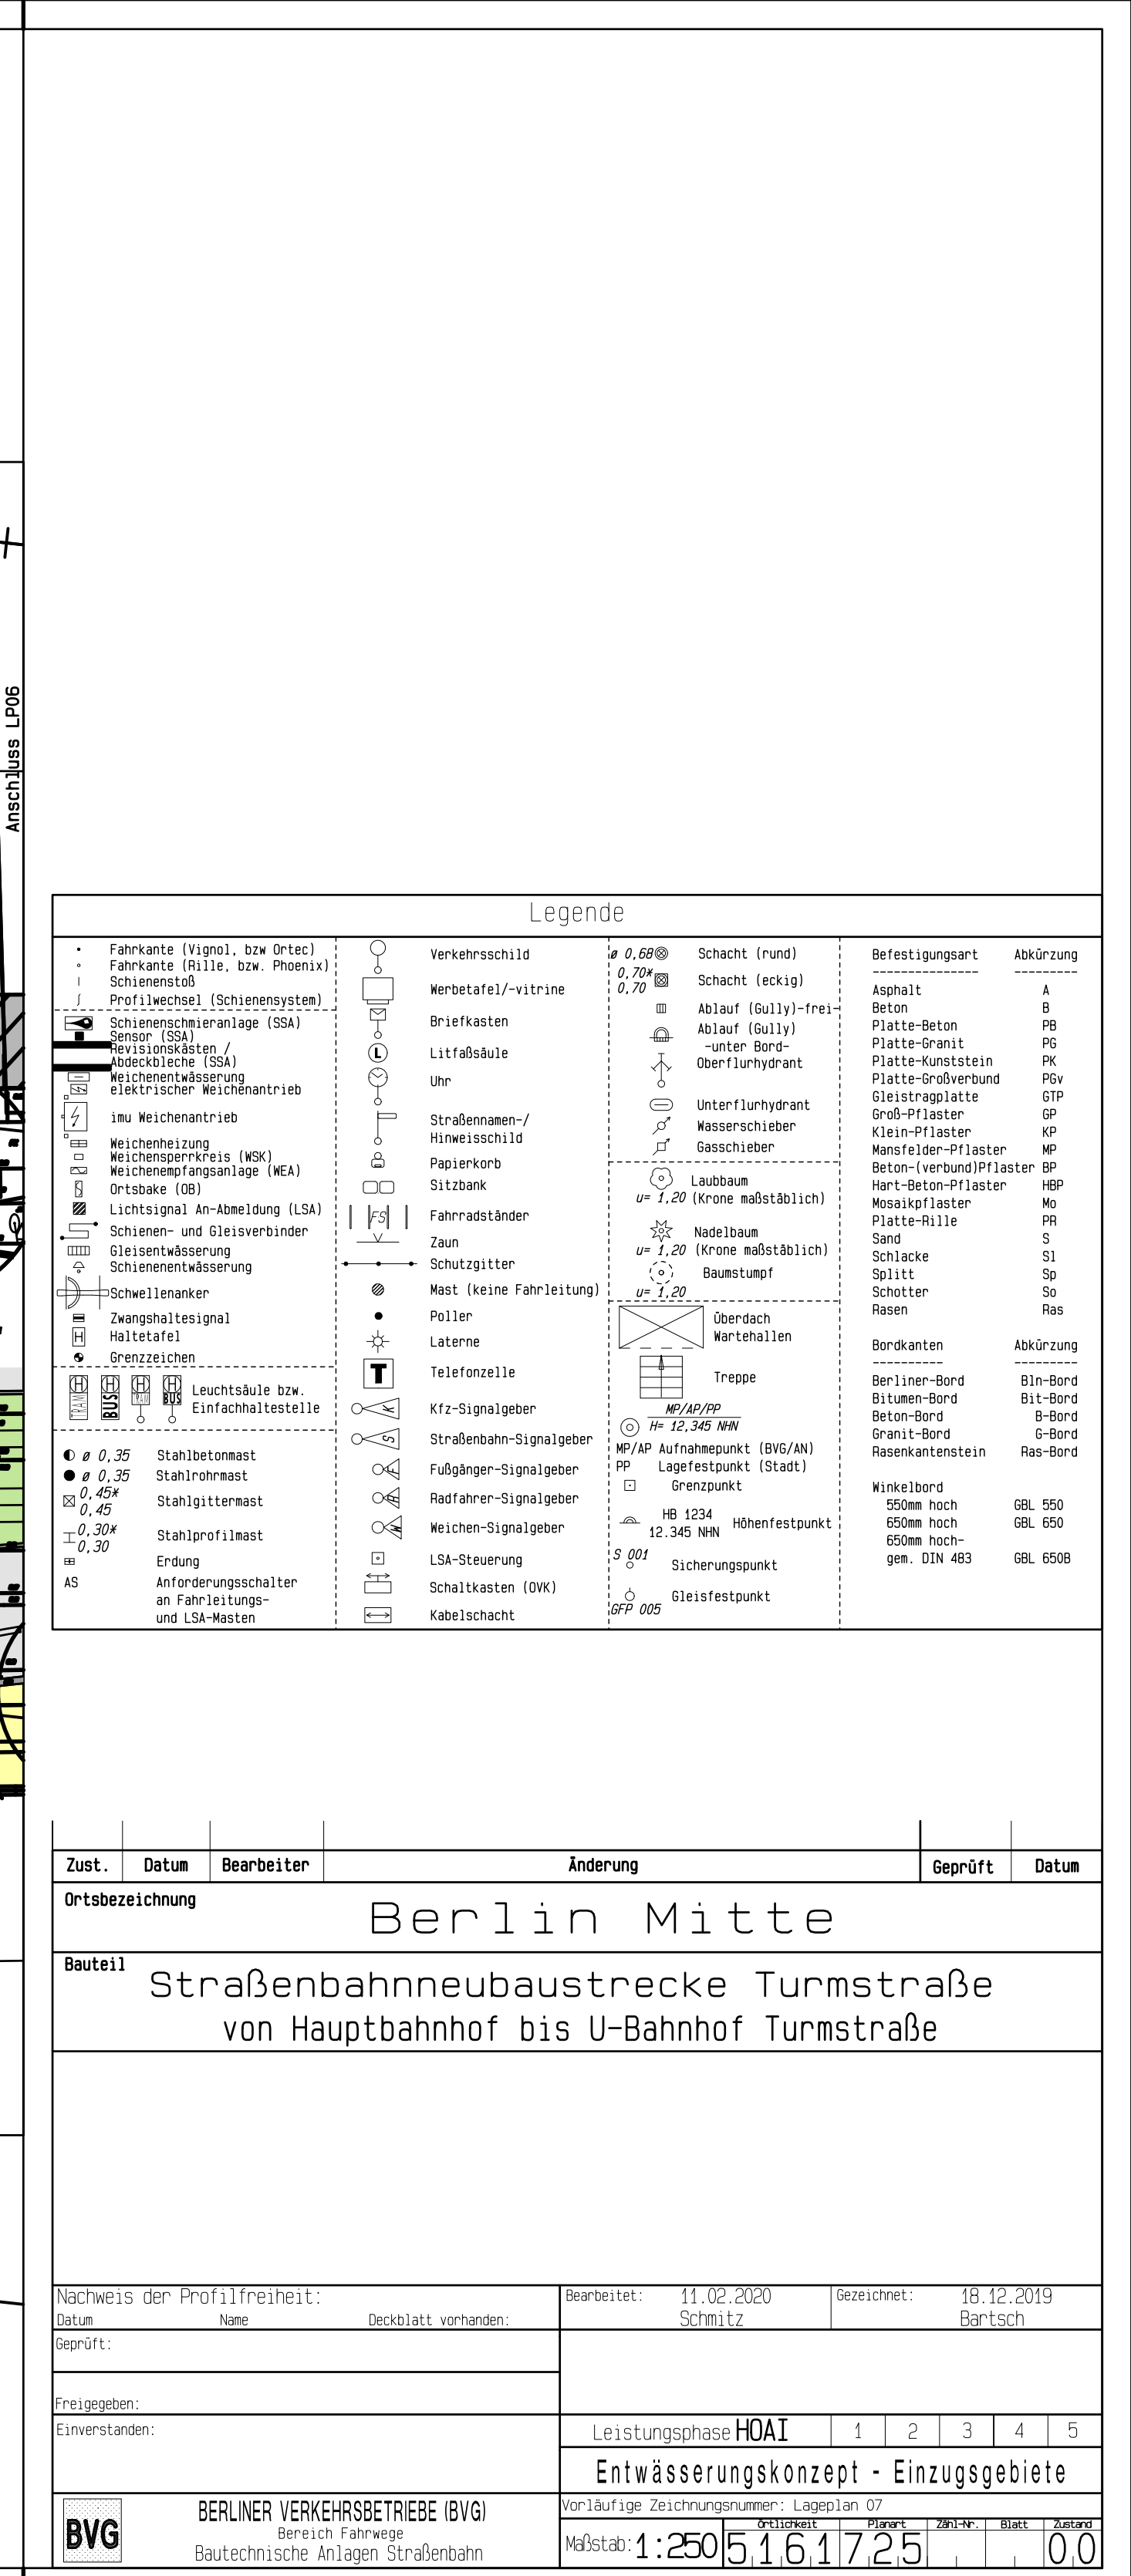 Anschluss LP06
Legende
Fahrkante (Vignol, bzw Ortec)
Fahrkante (Rille, bzw. Phoenix)
Schienenstoß
Profilwechsel (Schienensystem)
Schienenschmieranlage (SSA)
Sensor (SSA)
Revisionskästen /
Abdeckbleche (SSA)
Weichenentwässerung
elektrischer Weichenantrieb
imu Weichenantrieb
Weichenheizung
Weichensperrkreis (WSK)
Weichenempfangsanlage (WEA)
Ortsbake (OB)
Lichtsignal An-Abmeldung (LSA)
Schienen- und Gleisverbinder
Gleisentwässerung
Schienenentwässerung
Schwellenanker
Zwangshaltesignal
H Haltetafel
Grenzzeichen
H H H H
TRAM BUS TRAM BUS
Leuchtsäule bzw.
Einfachhaltestelle
ø 0,35 Stahlbetonmast
ø 0,35 Stahlrohrmast
0,45*
0,45 Stahlgittermast
0,30*
0,30 Stahlprofilmast
Erdung
AS Anforderungsschalter
an Fahrleitungs-
und LSA-Masten
Verkehrsschild
Werbetafel/-vitrine
Briefkasten
L Litfaßsäule
Uhr
Straßennamen-/
Hinweisschild
Papierkorb
Sitzbank
FS Fahrradständer
Zaun
Schutzgitter
Mast (keine Fahrleitung)
Poller
Laterne
T Telefonzelle
K Kfz-Signalgeber
S Straßenbahn-Signalgeber
F Fußgänger-Signalgeber
R Radfahrer-Signalgeber
W Weichen-Signalgeber
LSA-Steuerung
Schaltkasten (OVK)
Kabelschacht
ø 0,68 Schacht (rund)
0,70*
0,70 Schacht (eckig)
Ablauf (Gully)-frei-
Ablauf (Gully)
-unter Bord-
Oberflurhydrant
Unterflurhydrant
Wasserschieber
Gasschieber
Laubbaum
u= 1,20 (Krone maßstäblich)
Nadelbaum
u= 1,20 (Krone maßstäblich)
Baumstumpf
u= 1,20
Überdach
Wartehallen
Treppe
MP/AP/PP
H= 12,345 NHN
MP/AP Aufnahmepunkt (BVG/AN)
PP Lagefestpunkt (Stadt)
Grenzpunkt
HB 1234
12.345 NHN Höhenfestpunkt
S 001
Sicherungspunkt
Gleisfestpunkt
GFP 005
Befestigungsart Abkürzung
--------------- ---------
Asphalt A
Beton B
Platte-Beton PB
Platte-Granit PG
Platte-Kunststein PK
Platte-Großverbund PGv
Gleistragplatte GTP
Groß-Pflaster GP
Klein-Pflaster KP
Mansfelder-Pflaster MP
Beton-(verbund)Pflaster BP
Hart-Beton-Pflaster HBP
Mosaikpflaster Mo
Platte-Rille PR
Sand S
Schlacke Sl
Splitt Sp
Schotter So
Rasen Ras
Bordkanten Abkürzung
---------- ---------
Berliner-Bord Bln-Bord
Bitumen-Bord Bit-Bord
Beton-Bord B-Bord
Granit-Bord G-Bord
Rasenkantenstein Ras-Bord
Winkelbord
550mm hoch GBL 550
650mm hoch GBL 650
650mm hoch-
gem. DIN 483 GBL 650B
Zust. Datum Bearbeiter Änderung Geprüft Datum
Ortsbezeichnung
Berlin Mitte
Bauteil
Straßenbahnneubaustrecke Turmstraße
von Hauptbahnhof bis U-Bahnhof Turmstraße
Nachweis der Profilfreiheit:
Datum Name Deckblatt vorhanden:
Bearbeitet: 11.02.2020
Schmitz
Gezeichnet: 18.12.2019
Bartsch
Geprüft:
Freigegeben:
Einverstanden:
Leistungsphase HOAI 1 2 3 4 5
Entwässerungskonzept - Einzugsgebiete
BVG
BERLINER VERKEHRSBETRIEBE (BVG)
Bereich Fahrwege
Bautechnische Anlagen Straßenbahn
Vorläufige Zeichnungsnummer: Lageplan 07
Örtlichkeit Planart Zähl-Nr. Blatt Zustand
Maßstab: 1:250 5161 725 00